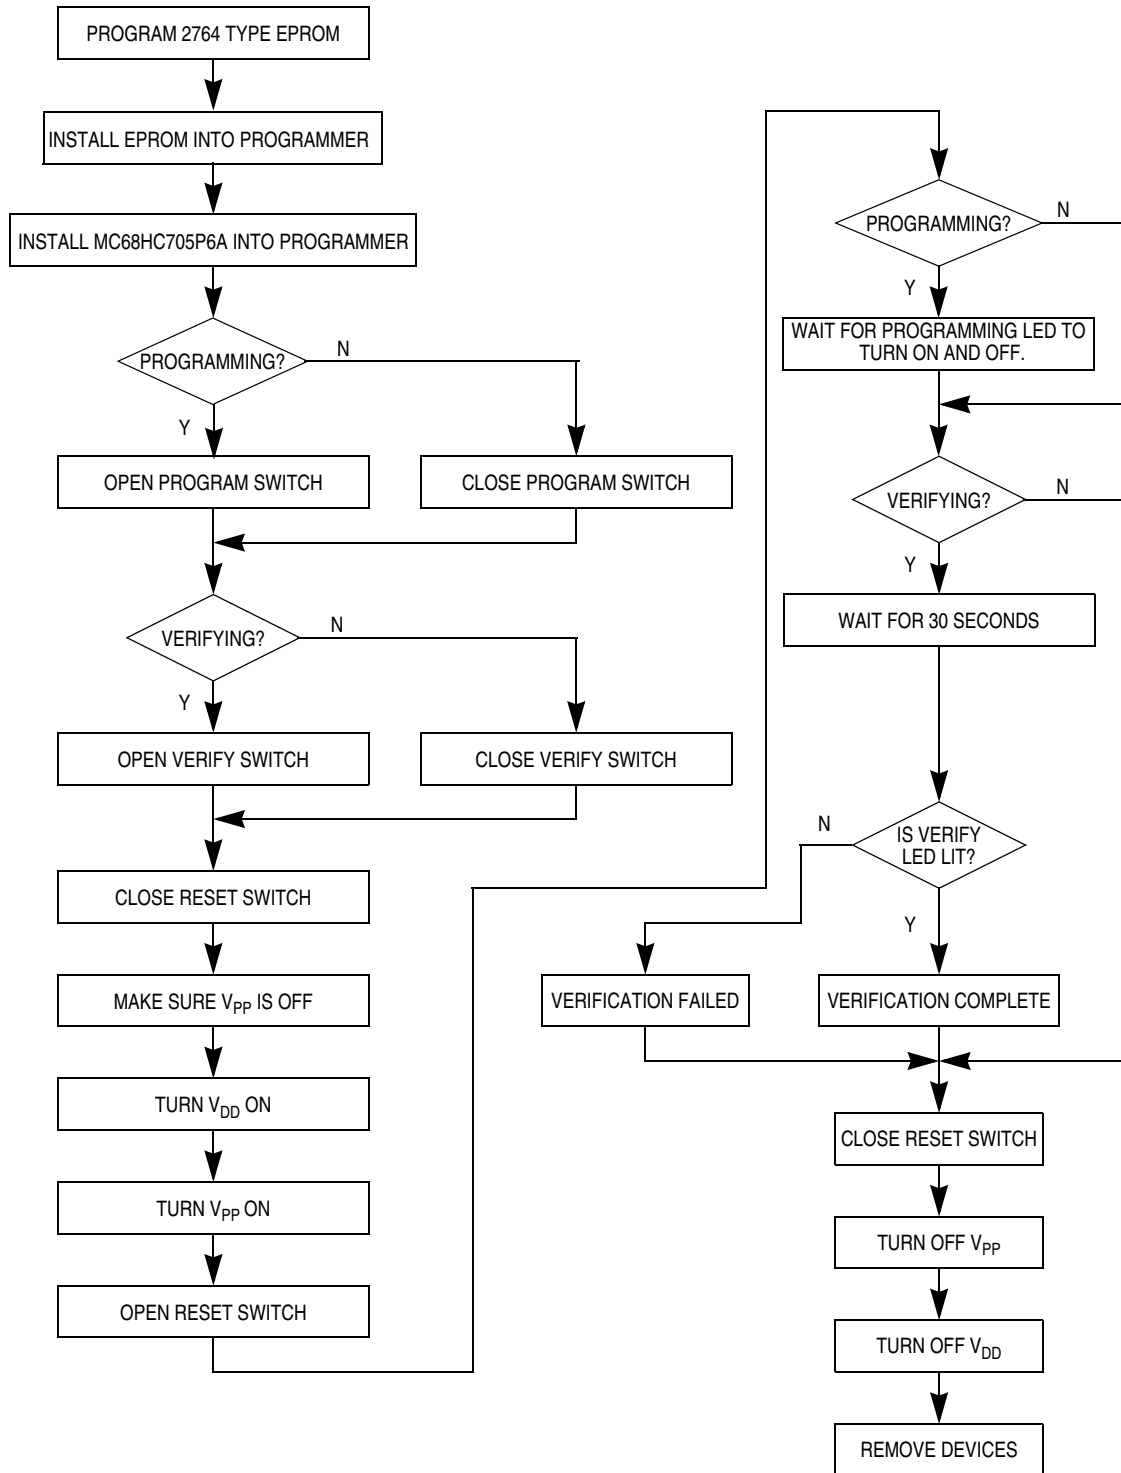 PROGRAM 2764 TYPE EPROM
INSTALL EPROM INTO PROGRAMMER
INSTALL MC68HC705P6A INTO PROGRAMMER
PROGRAMMING?
N
Y
OPEN PROGRAM SWITCH
CLOSE PROGRAM SWITCH
VERIFYING?
N
Y
OPEN VERIFY SWITCH
CLOSE VERIFY SWITCH
CLOSE RESET SWITCH
MAKE SURE VPP IS OFF
TURN VDD ON
TURN VPP ON
OPEN RESET SWITCH
PROGRAMMING?
N
Y
WAIT FOR PROGRAMMING LED TO
TURN ON AND OFF.
VERIFYING?
N
Y
WAIT FOR 30 SECONDS
IS VERIFY
LED LIT?
N
Y
VERIFICATION FAILED
VERIFICATION COMPLETE
CLOSE RESET SWITCH
TURN OFF VPP
TURN OFF VDD
REMOVE DEVICES